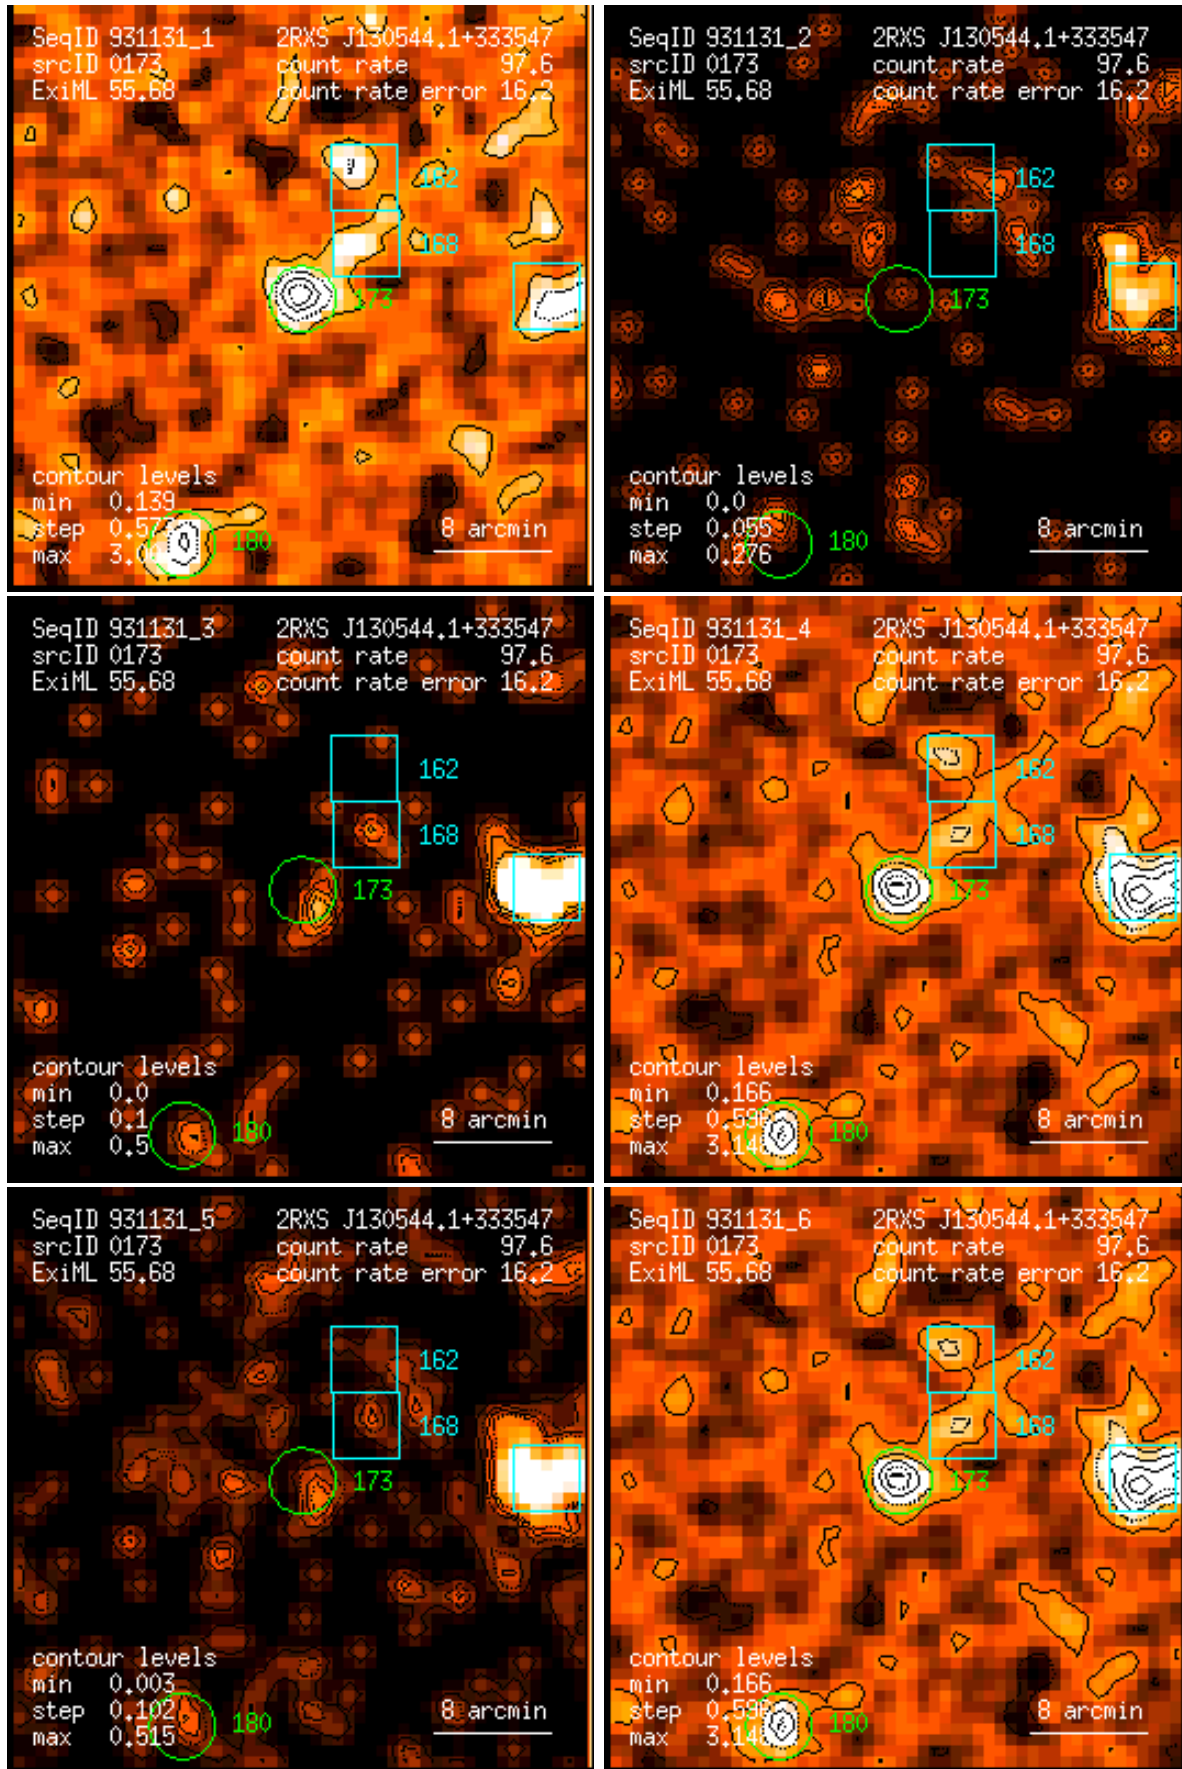 SeqID 931131_1 2RXS J130544.1+333547
srcID 0173 count rate 97.6
ExiML 55.68 count rate error 16.2
162
168
173
contour levels
min 0.139
step 0.57
max 3.
180
8 arcmin
SeqID 931131_2 2RXS J130544.1+333547
srcID 0173 count rate 97.6
ExiML 55.68 count rate error 16.2
162
168
173
contour levels
min 0.0
step 0.055
max 0.276
180
8 arcmin
SeqID 931131_3 2RXS J130544.1+333547
srcID 0173 count rate 97.6
ExiML 55.68 count rate error 16.2
162
168
173
contour levels
min 0.0
step 0.1
max 0.5
180
8 arcmin
SeqID 931131_4 2RXS J130544.1+333547
srcID 0173 count rate 97.6
ExiML 55.68 count rate error 16.2
162
168
173
contour levels
min 0.166
step 0.596
max 3.148
180
8 arcmin
SeqID 931131_5 2RXS J130544.1+333547
srcID 0173 count rate 97.6
ExiML 55.68 count rate error 16.2
162
168
173
contour levels
min 0.003
step 0.102
max 0.515
180
8 arcmin
SeqID 931131_6 2RXS J130544.1+333547
srcID 0173 count rate 97.6
ExiML 55.68 count rate error 16.2
162
168
173
contour levels
min 0.166
step 0.596
max 3.148
180
8 arcmin